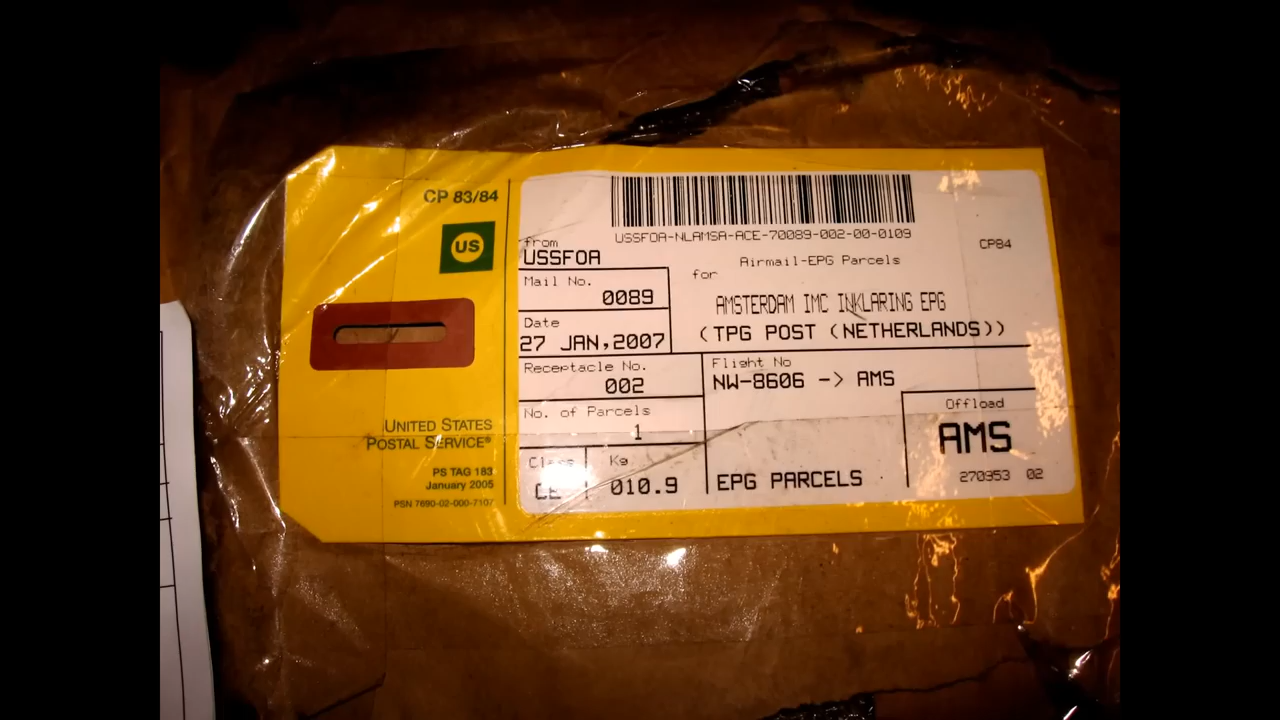 CP 83/84
US
UNITED STATES
POSTAL SERVICE®
PS TAG 183
January 2005
PSN 7690-02-000-7107
USSFOA-NLAMSA-ACE-70089-002-00-0109
CP84
from
USSFOA
Airmail-EPG Parcels
for
Mail No.
0089
AMSTERDAM IMC INKLARING EPG
(TPG POST (NETHERLANDS))
Date
27 JAN,2007
Receptacle No.
002
Flight No
NW-8606 -> AMS
No. of Parcels
1
Offload
AMS
Class
CE
Kg.
010.9
EPG PARCELS
270353 02